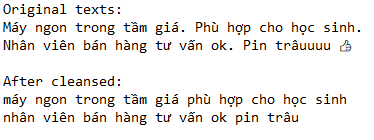 Original texts:
Máy ngon trong tầm giá. Phù hợp cho học sinh.
Nhân viên bán hàng tư vấn ok. Pin trâuuuu 👍
After cleansed:
máy ngon trong tầm giá phù hợp cho học sinh
nhân viên bán hàng tư vấn ok pin trâu